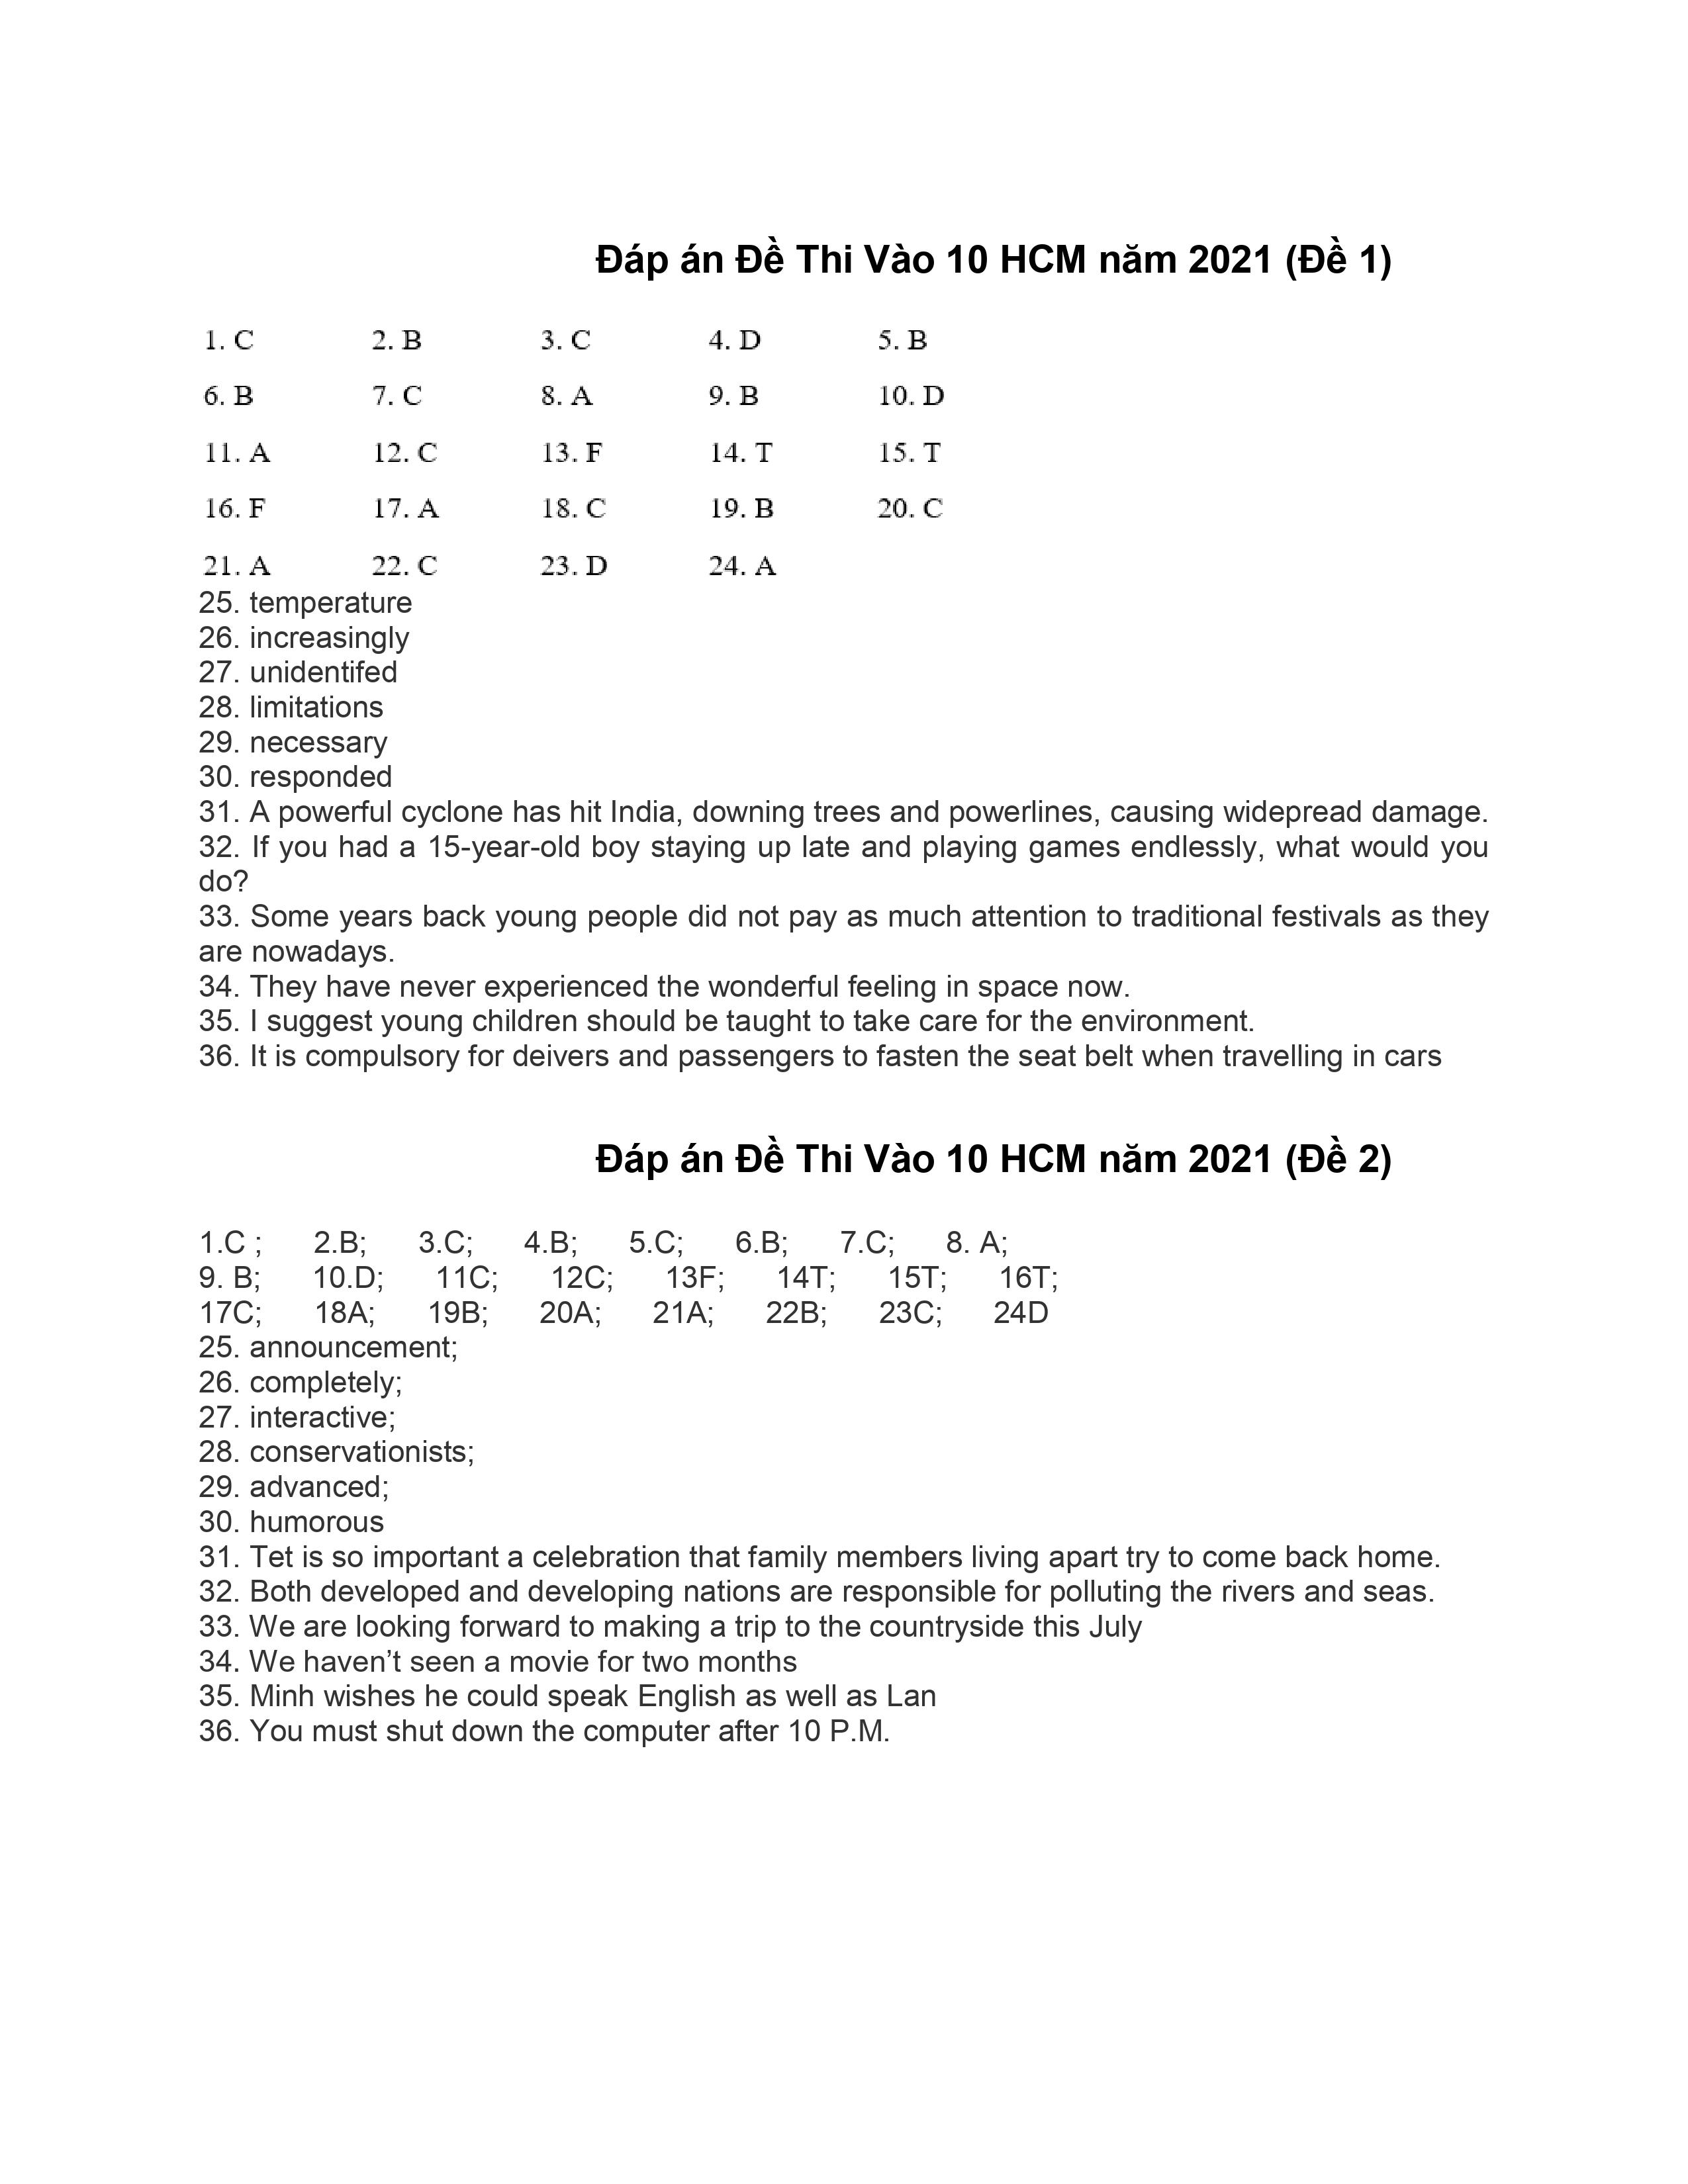 Đáp án Đề Thi Vào 10 HCM năm 2021 (Đề 1)
1. C 2. B 3. C 4. D 5. B
6. B 7. C 8. A 9. B 10. D
11. A 12. C 13. F 14. T 15. T
16. F 17. A 18. C 19. B 20. C
21. A 22. C 23. D 24. A
25. temperature
26. increasingly
27. unidentifed
28. limitations
29. necessary
30. responded
31. A powerful cyclone has hit India, downing trees and powerlines, causing widepread damage.
32. If you had a 15-year-old boy staying up late and playing games endlessly, what would you
do?
33. Some years back young people did not pay as much attention to traditional festivals as they
are nowadays.
34. They have never experienced the wonderful feeling in space now.
35. I suggest young children should be taught to take care for the environment.
36. It is compulsory for deivers and passengers to fasten the seat belt when travelling in cars
Đáp án Đề Thi Vào 10 HCM năm 2021 (Đề 2)
1.C ; 2.B; 3.C; 4.B; 5.C; 6.B; 7.C; 8. A;
9. B; 10.D; 11C; 12C; 13F; 14T; 15T; 16T;
17C; 18A; 19B; 20A; 21A; 22B; 23C; 24D
25. announcement;
26. completely;
27. interactive;
28. conservationists;
29. advanced;
30. humorous
31. Tet is so important a celebration that family members living apart try to come back home.
32. Both developed and developing nations are responsible for polluting the rivers and seas.
33. We are looking forward to making a trip to the countryside this July
34. We haven’t seen a movie for two months
35. Minh wishes he could speak English as well as Lan
36. You must shut down the computer after 10 P.M.